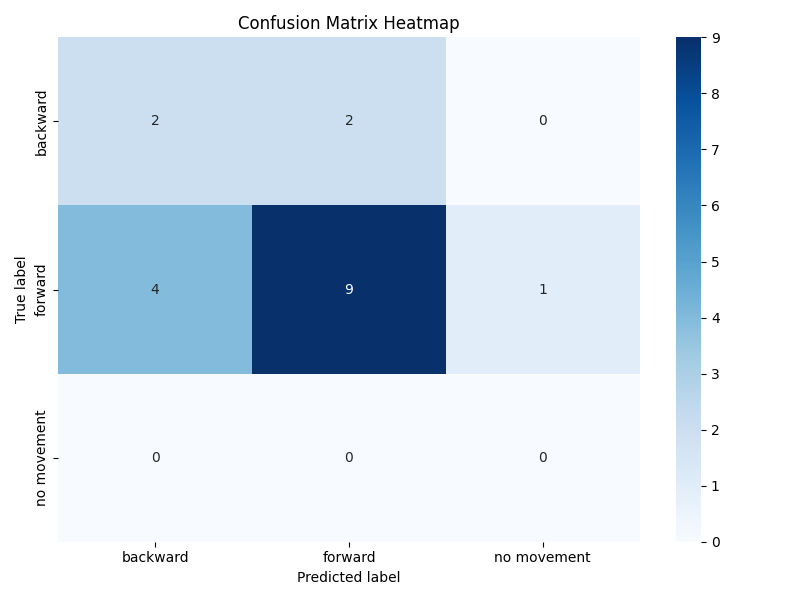 Confusion Matrix Heatmap
True label
backward
2 2 0
forward
4 9 1
no movement
0 0 0
backward forward no movement
Predicted label
9
8
7
6
5
4
3
2
1
0